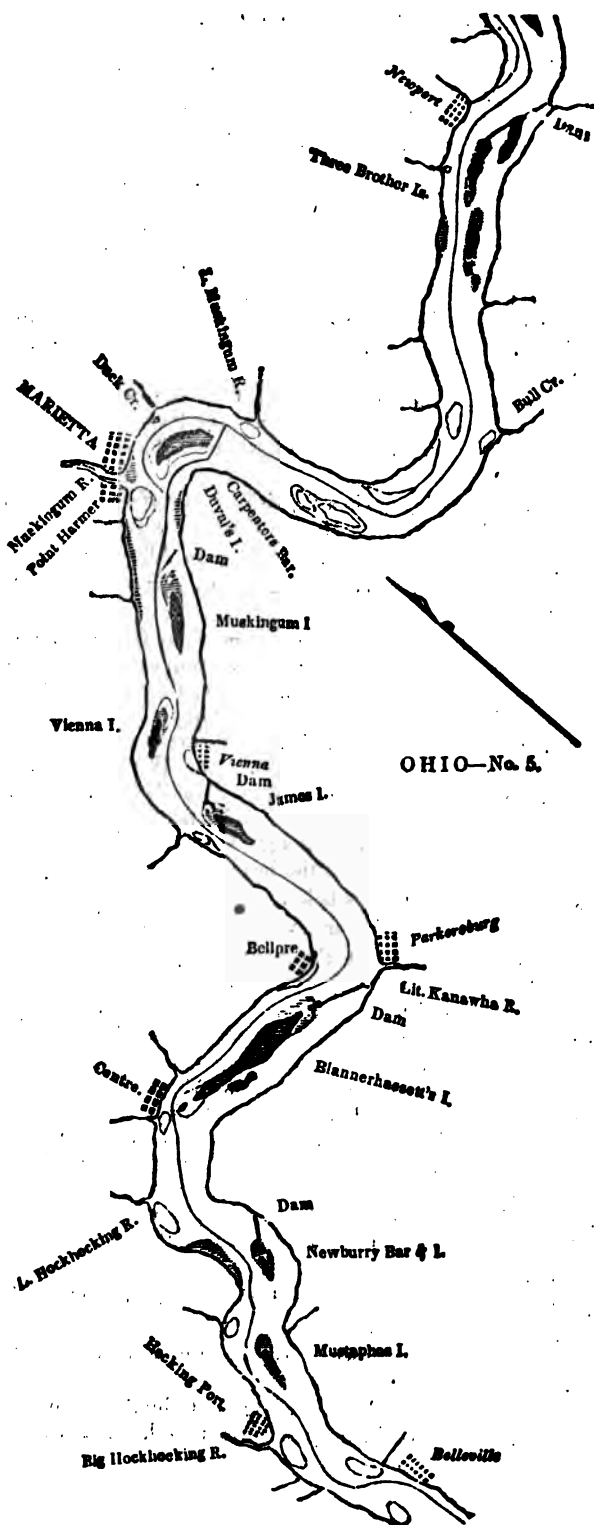 Newport
Dam
Three Brother Is.
L. Muskingum R.
Bull Cr.
Duck Cr.
MARIETTA
Muskingum R.
Point Harmer
Carpenters Bar.
Duval's I.
Dam
Muskingum I
Vienna I.
Vienna
Dam
James I.
OHIO—No. 5.
Parkersburg
Bellpre
Lit. Kanawha R.
Dam
Blannerhassett's I.
Centre.
Dam
L. Hockhocking R.
Newburry Bar & I.
Mustaphas I.
Hocking Port.
Belleville
Big Hockhocking R.